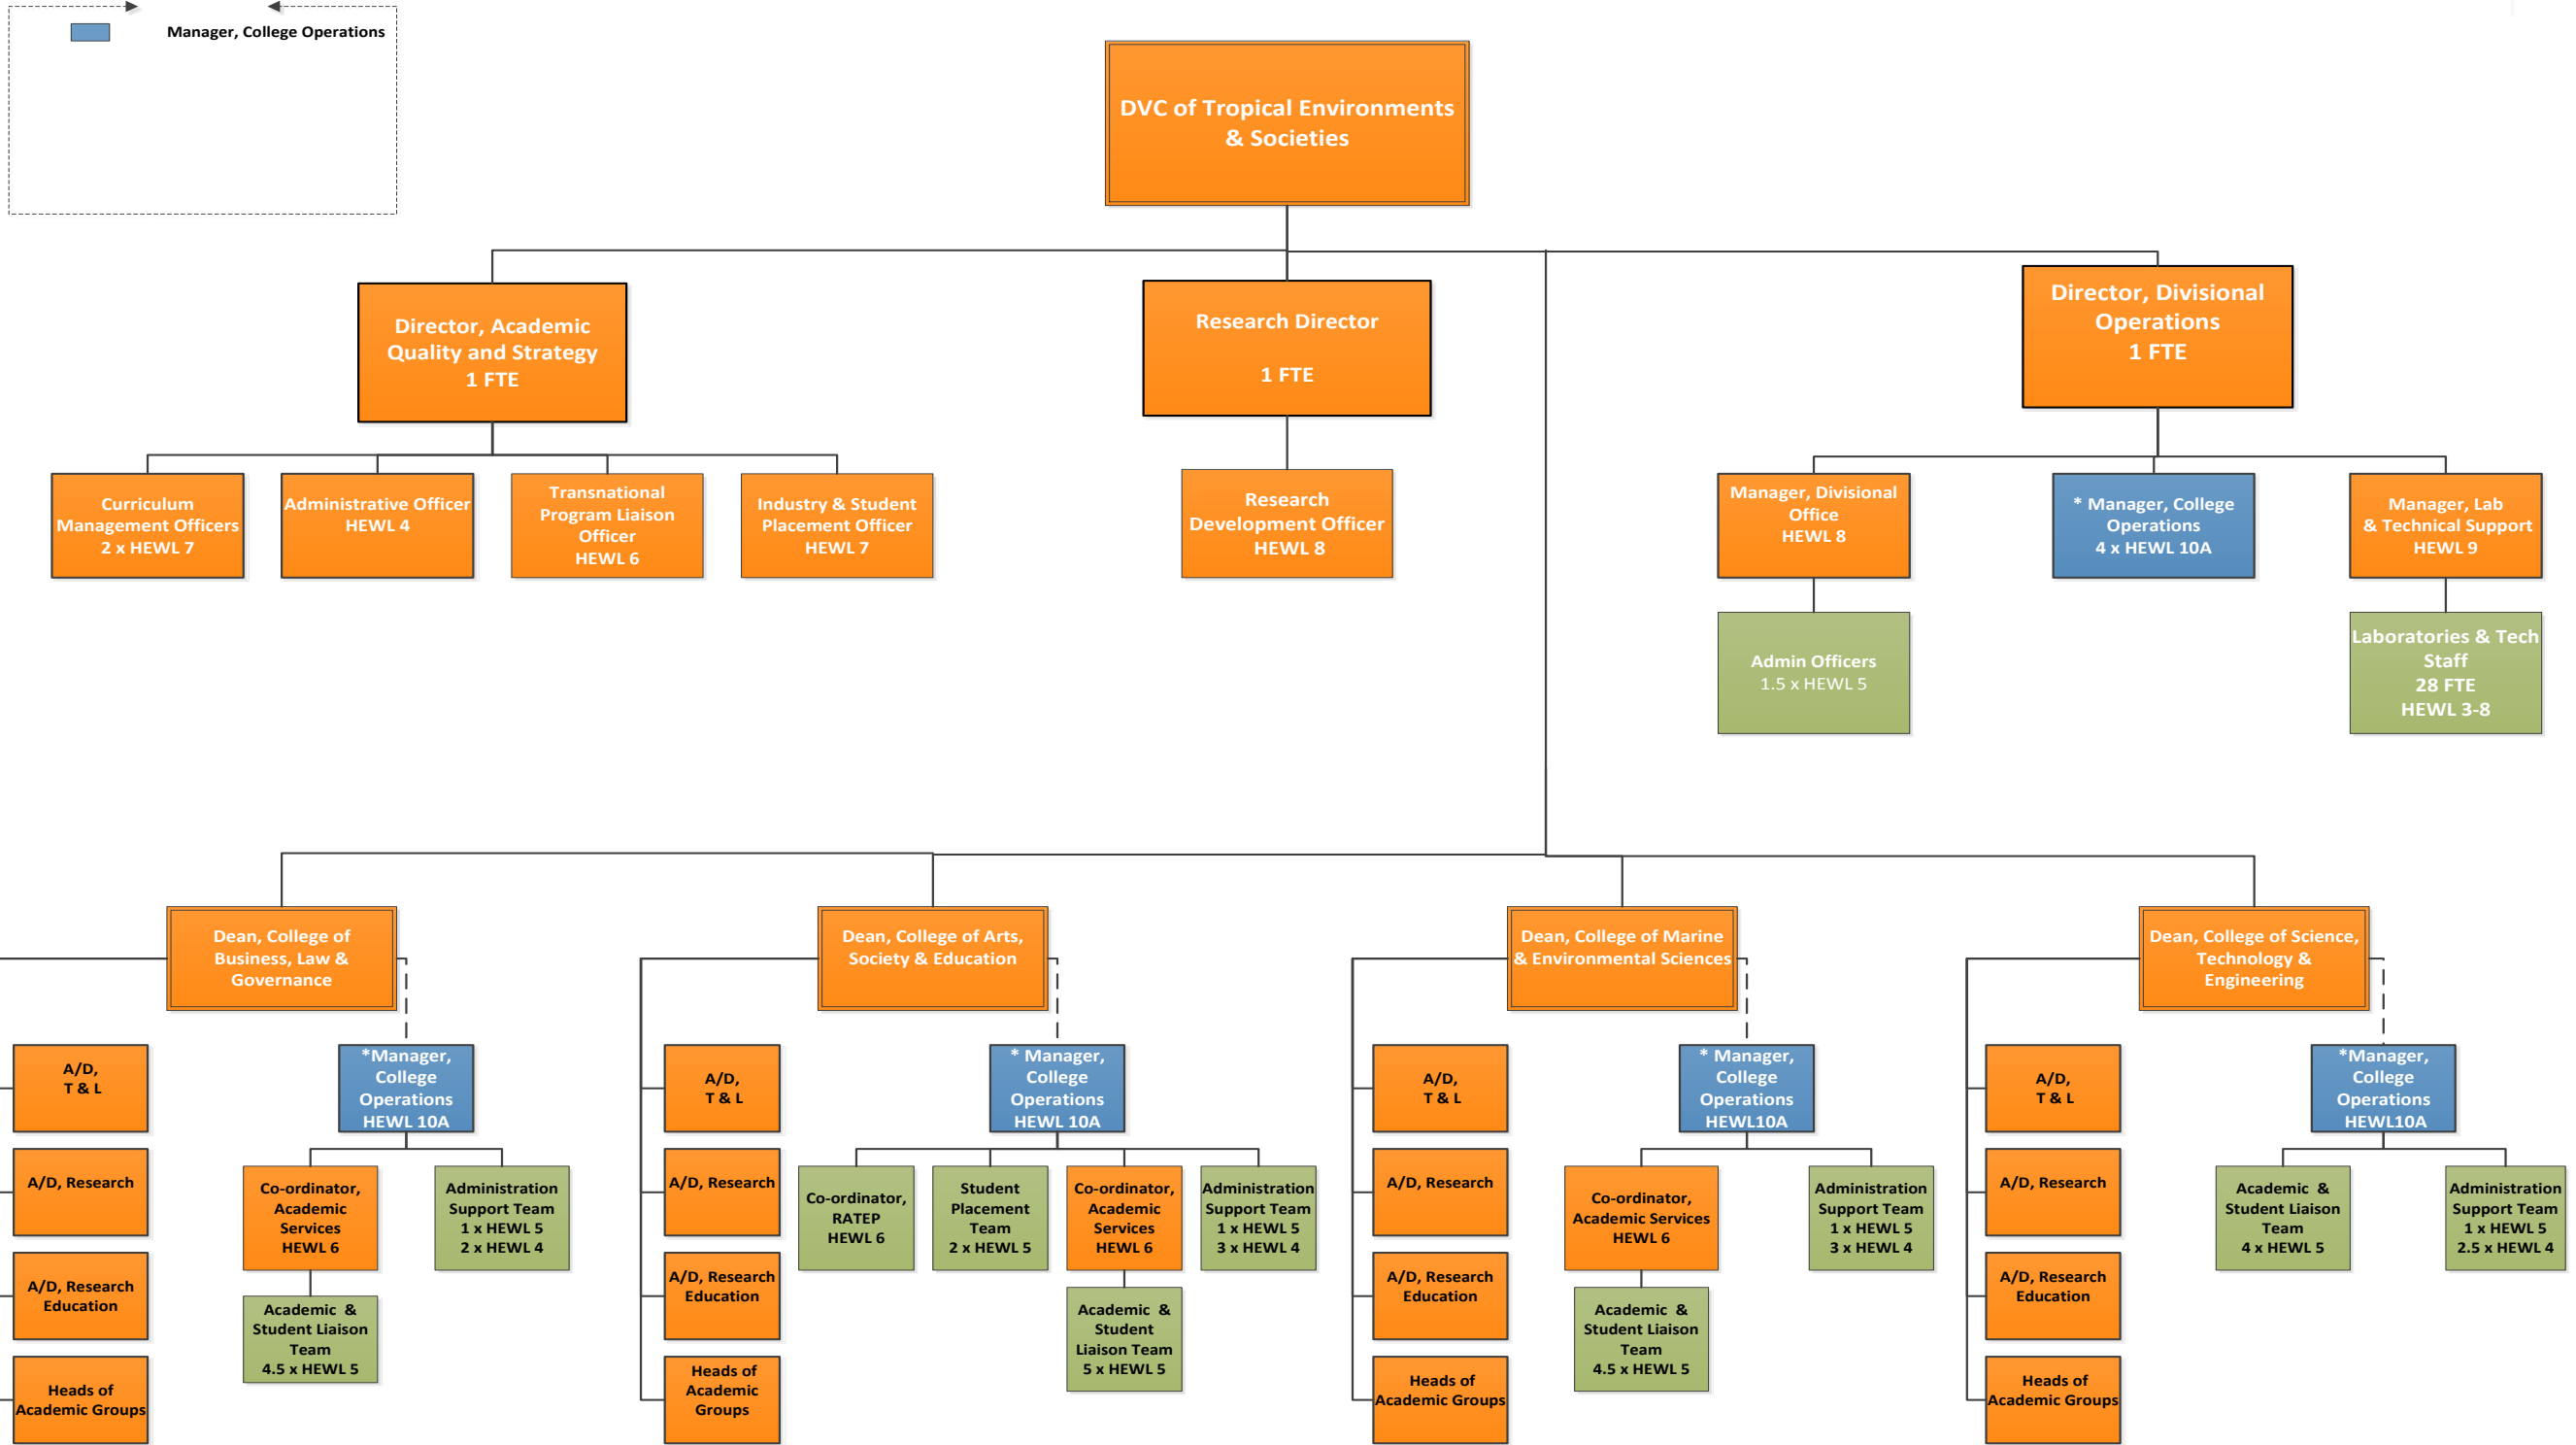 Manager, College Operations
DVC of Tropical Environments
& Societies
Director, Academic
Quality and Strategy
1 FTE
Research Director
1 FTE
Director, Divisional
Operations
1 FTE
Curriculum
Management Officers
2 x HEWL 7
Administrative Officer
HEWL 4
Transnational
Program Liaison
Officer
HEWL 6
Industry & Student
Placement Officer
HEWL 7
Research
Development Officer
HEWL 8
Manager, Divisional
Office
HEWL 8
* Manager, College
Operations
4 x HEWL 10A
Manager, Lab
& Technical Support
HEWL 9
Admin Officers
1.5 x HEWL 5
Laboratories & Tech
Staff
28 FTE
HEWL 3-8
Dean, College of
Business, Law &
Governance
Dean, College of Arts,
Society & Education
Dean, College of Marine
& Environmental Sciences
Dean, College of Science,
Technology &
Engineering
A/D,
T & L
A/D, Research
A/D, Research
Education
Heads of
Academic Groups
*Manager,
College
Operations
HEWL 10A
Co-ordinator,
Academic
Services
HEWL 6
Administration
Support Team
1 x HEWL 5
2 x HEWL 4
Academic &
Student Liaison
Team
4.5 x HEWL 5
A/D,
T & L
A/D, Research
A/D, Research
Education
Heads of
Academic
Groups
* Manager,
College
Operations
HEWL 10A
Co-ordinator,
RATEP
HEWL 6
Student
Placement
Team
2 x HEWL 5
Co-ordinator,
Academic
Services
HEWL 6
Administration
Support Team
1 x HEWL 5
3 x HEWL 4
Academic &
Student
Liaison Team
5 x HEWL 5
A/D,
T & L
A/D, Research
A/D, Research
Education
Heads of
Academic Groups
* Manager,
College
Operations
HEWL10A
Co-ordinator,
Academic Services
HEWL 6
Administration
Support Team
1 x HEWL 5
3 x HEWL 4
Academic &
Student Liaison
Team
4.5 x HEWL 5
A/D,
T & L
A/D, Research
A/D, Research
Education
Heads of
Academic Groups
*Manager,
College
Operations
HEWL10A
Academic &
Student Liaison
Team
4 x HEWL 5
Administration
Support Team
1 x HEWL 5
2.5 x HEWL 4